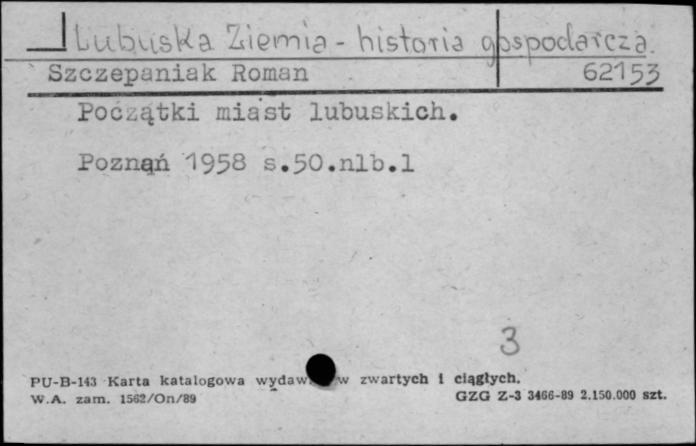 Lubuska Ziemia - historia gospodarcza.
Szczepaniak Roman 62153
Początki miast lubuskich.
Poznań 1958 s.50.nlb.1
3
PU-B-143 Karta katalogowa wydaw w zwartych i ciągłych.
W.A. zam. 1562/On/89 GZG Z-3 3466-89 2.150.000 szt.